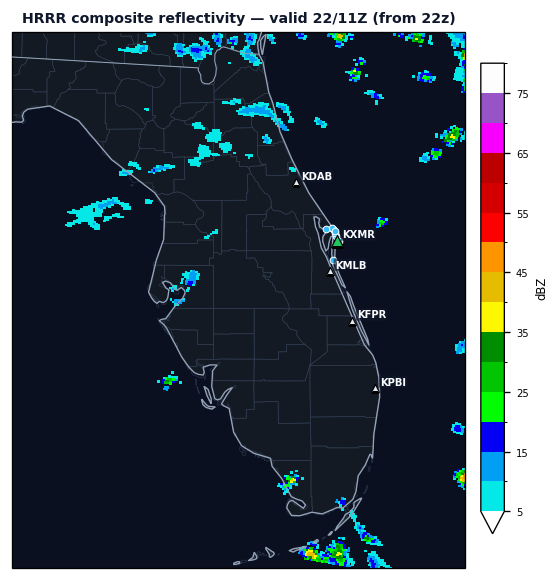 HRRR composite reflectivity — valid 22/11Z (from 22z)
KDAB
KXMR
KMLB
KFPR
KPBI
75
65
55
45
35
25
15
5
dBZ